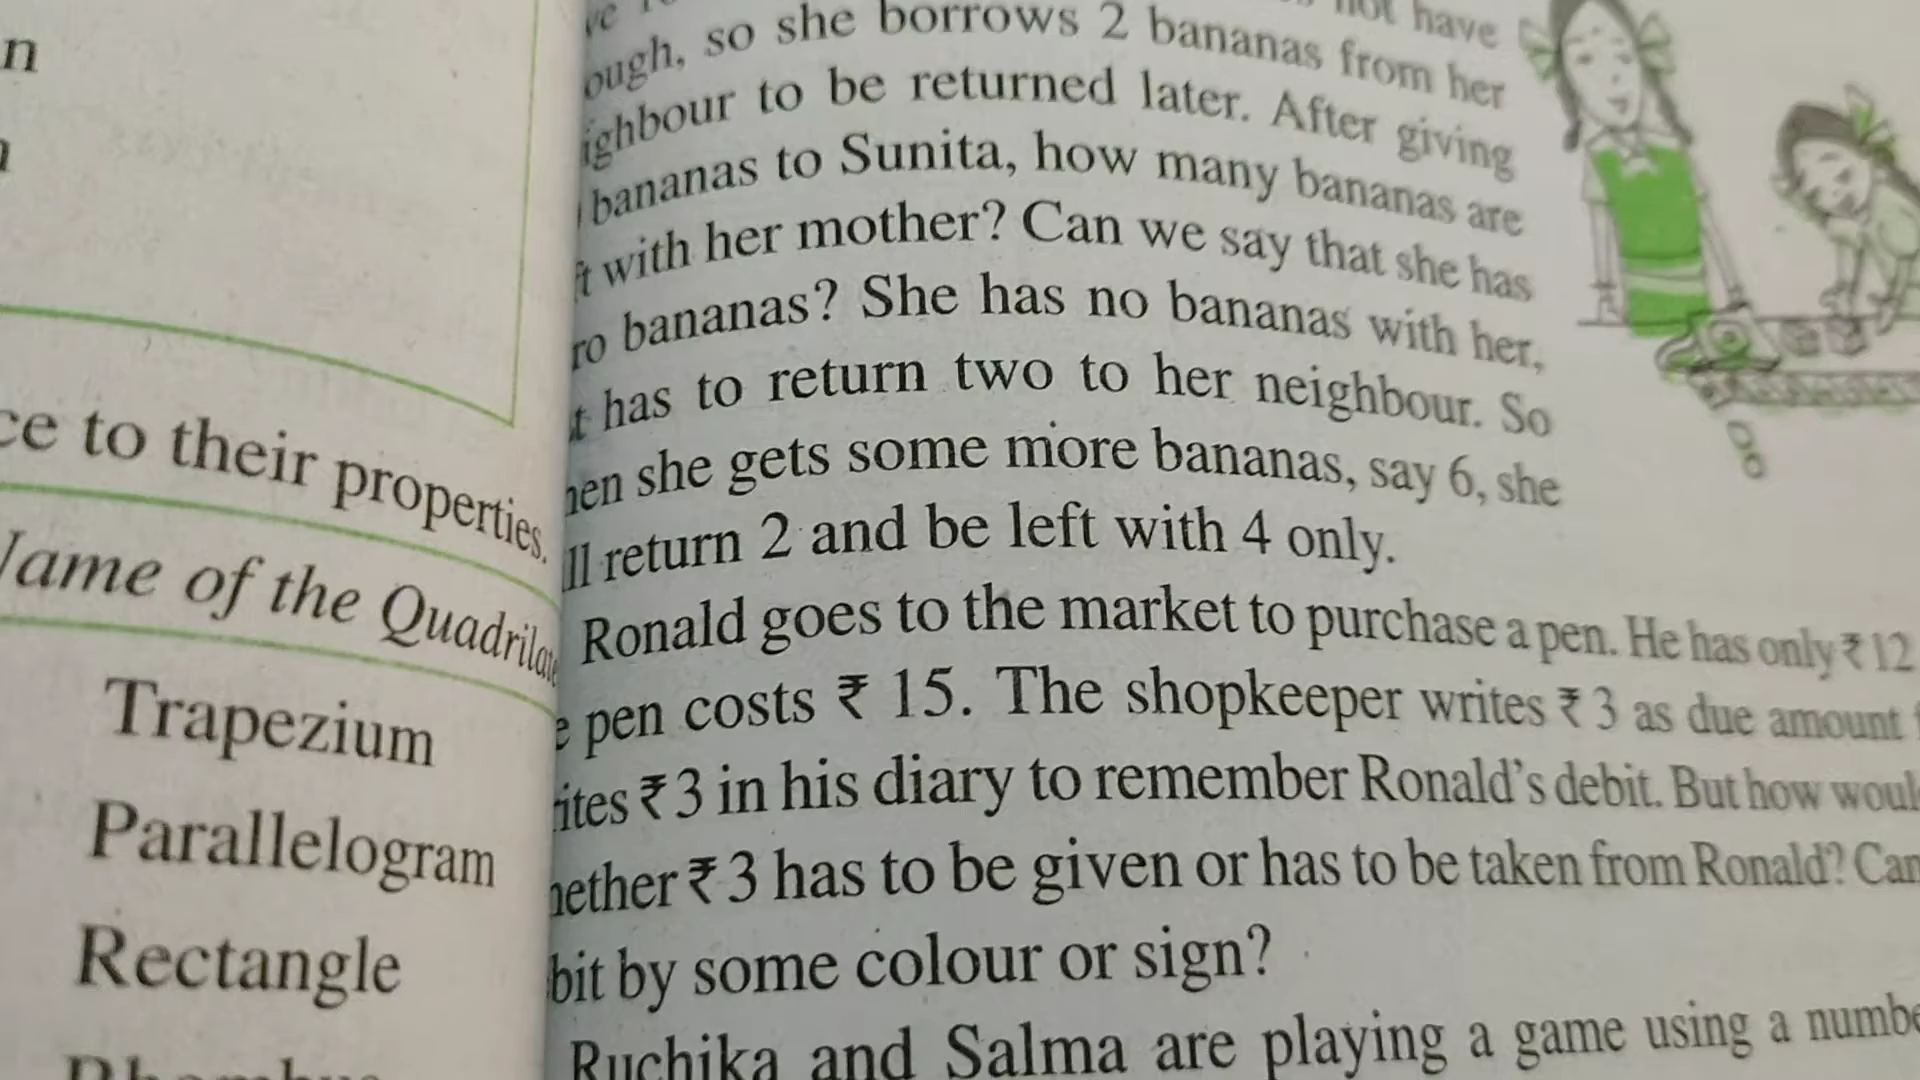 n
ce to their properties.
Name of the Quadrilate
Trapezium
Parallelogram
Rectangle
not have
ough, so she borrows 2 bananas from her
ighbour to be returned later. After giving
bananas to Sunita, how many bananas are
ft with her mother? Can we say that she has
ro bananas? She has no bananas with her,
t has to return two to her neighbour. So
hen she gets some more bananas, say 6, she
ll return 2 and be left with 4 only.
Ronald goes to the market to purchase a pen. He has only ₹ 12
e pen costs ₹ 15. The shopkeeper writes ₹ 3 as due amount f
ites ₹ 3 in his diary to remember Ronald's debit. But how woul
hether ₹ 3 has to be given or has to be taken from Ronald? Can
bit by some colour or sign?
Ruchika and Salma are playing a game using a numbe